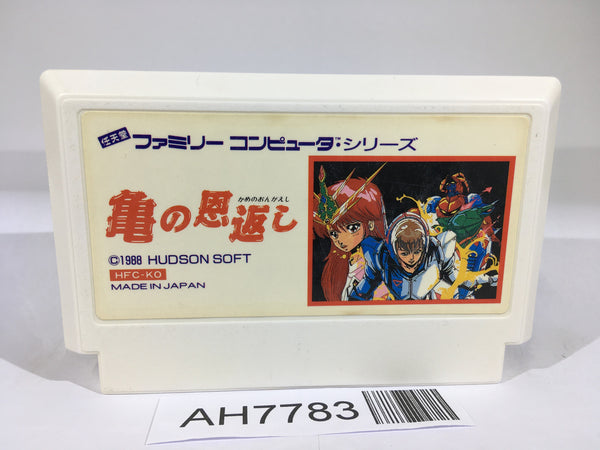 任天堂 ファミリー コンピュータ™シリーズ
かめのおんがえし
亀の恩返し
©1988 HUDSON SOFT
HFC-KO
MADE IN JAPAN
AH7783